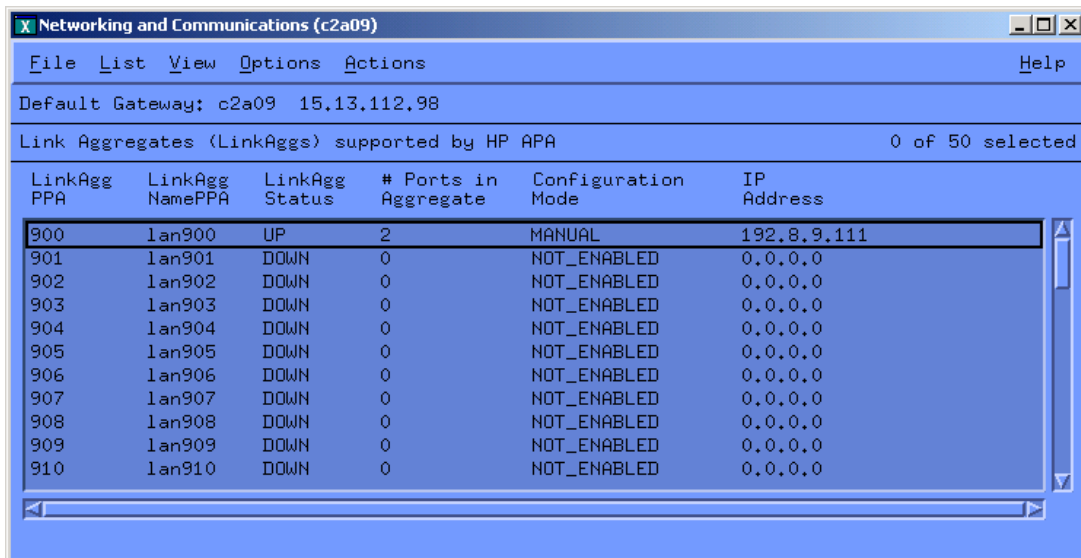 X Networking and Communications (c2a09)
File List View Options Actions Help
Default Gateway: c2a09 15.13.112.98
Link Aggregates (LinkAggs) supported by HP APA 0 of 50 selected
LinkAgg LinkAgg LinkAgg # Ports in Configuration IP
PPA NamePPA Status Aggregate Mode Address
900 lan900 UP 2 MANUAL 192.8.9.111
901 lan901 DOWN 0 NOT_ENABLED 0.0.0.0
902 lan902 DOWN 0 NOT_ENABLED 0.0.0.0
903 lan903 DOWN 0 NOT_ENABLED 0.0.0.0
904 lan904 DOWN 0 NOT_ENABLED 0.0.0.0
905 lan905 DOWN 0 NOT_ENABLED 0.0.0.0
906 lan906 DOWN 0 NOT_ENABLED 0.0.0.0
907 lan907 DOWN 0 NOT_ENABLED 0.0.0.0
908 lan908 DOWN 0 NOT_ENABLED 0.0.0.0
909 lan909 DOWN 0 NOT_ENABLED 0.0.0.0
910 lan910 DOWN 0 NOT_ENABLED 0.0.0.0